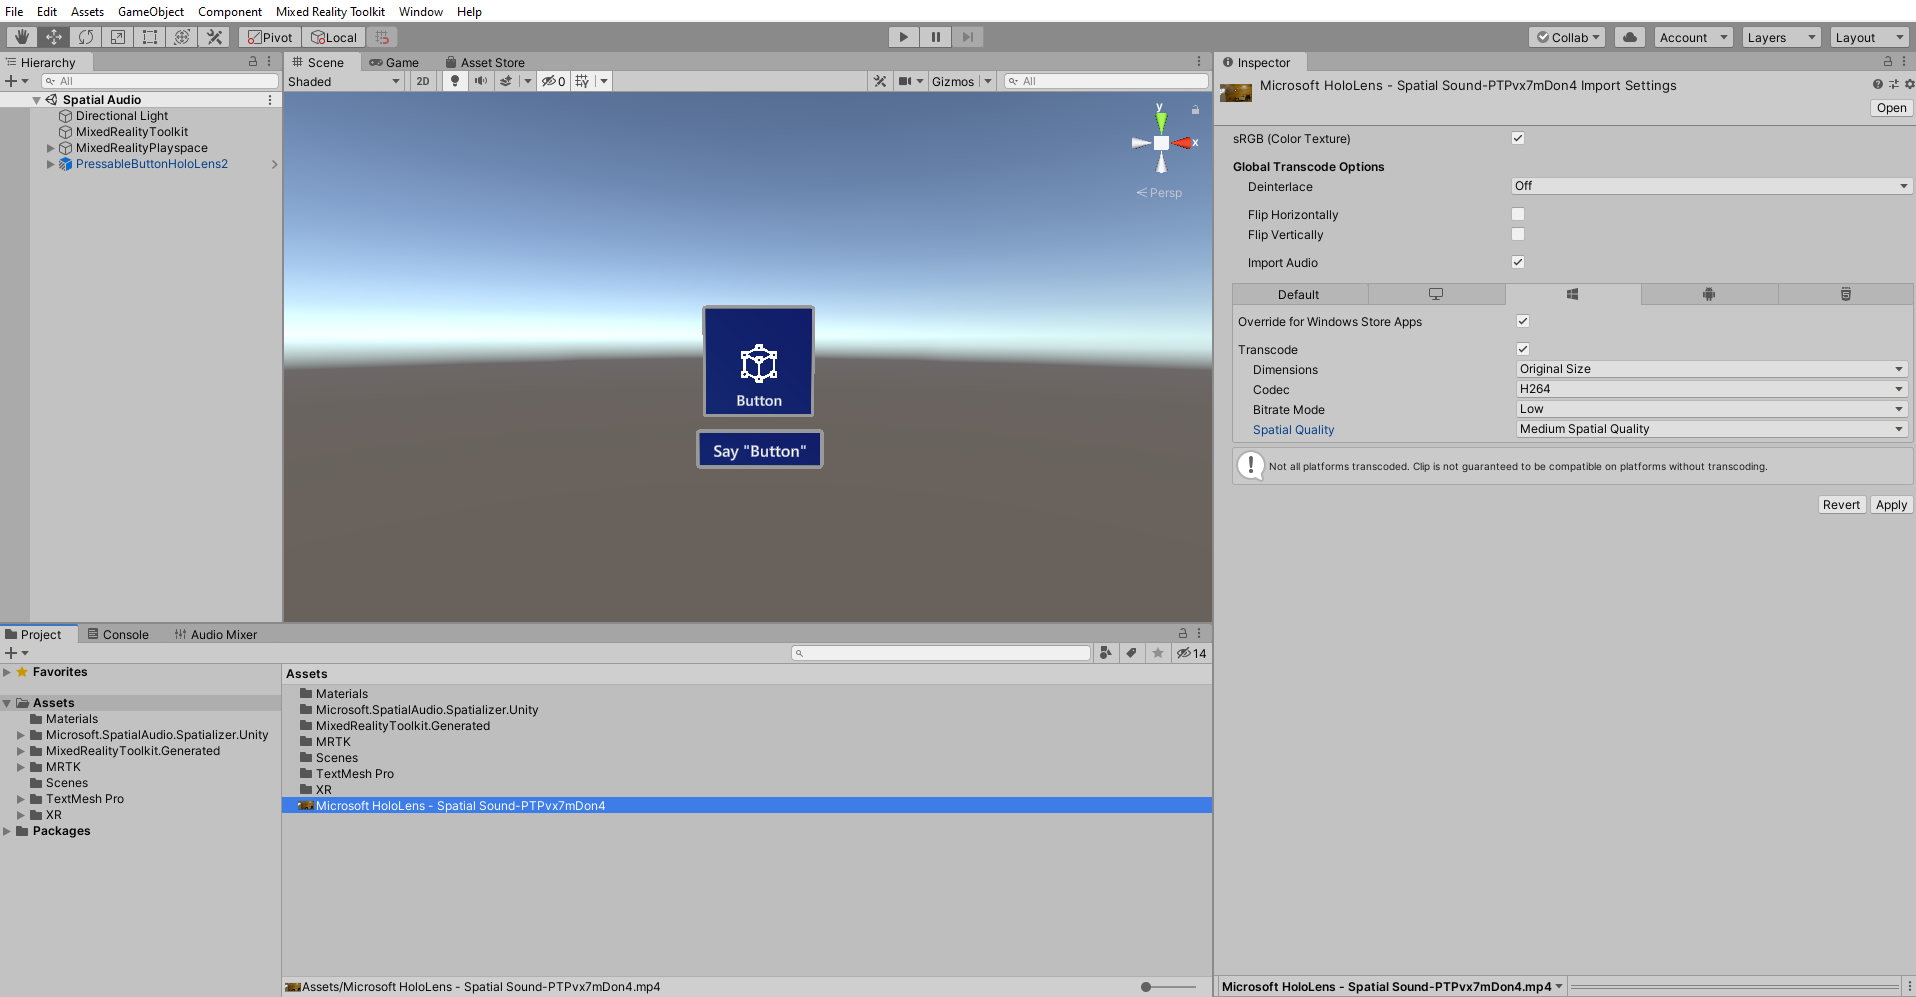 File Edit Assets GameObject Component Mixed Reality Toolkit Window Help
Pivot Local Collab Account Layers Layout
Hierarchy
All
Spatial Audio
Directional Light
MixedRealityToolkit
MixedRealityPlayspace
PressableButtonHoloLens2
Scene Game Asset Store
Shaded 2D 0 Gizmos All
y
x
Persp
Button
Say "Button"
Inspector
Microsoft HoloLens - Spatial Sound-PTPvx7mDon4 Import Settings
Open
sRGB (Color Texture)
Global Transcode Options
Deinterlace Off
Flip Horizontally
Flip Vertically
Import Audio
Default
Override for Windows Store Apps
Transcode
Dimensions Original Size
Codec H264
Bitrate Mode Low
Spatial Quality Medium Spatial Quality
Not all platforms transcoded. Clip is not guaranteed to be compatible on platforms without transcoding.
Revert Apply
Project Console Audio Mixer
14
Favorites
Assets
Materials
Microsoft.SpatialAudio.Spatializer.Unity
MixedRealityToolkit.Generated
MRTK
Scenes
TextMesh Pro
XR
Packages
Assets
Materials
Microsoft.SpatialAudio.Spatializer.Unity
MixedRealityToolkit.Generated
MRTK
Scenes
TextMesh Pro
XR
Microsoft HoloLens - Spatial Sound-PTPvx7mDon4
Assets/Microsoft HoloLens - Spatial Sound-PTPvx7mDon4.mp4
Microsoft HoloLens - Spatial Sound-PTPvx7mDon4.mp4